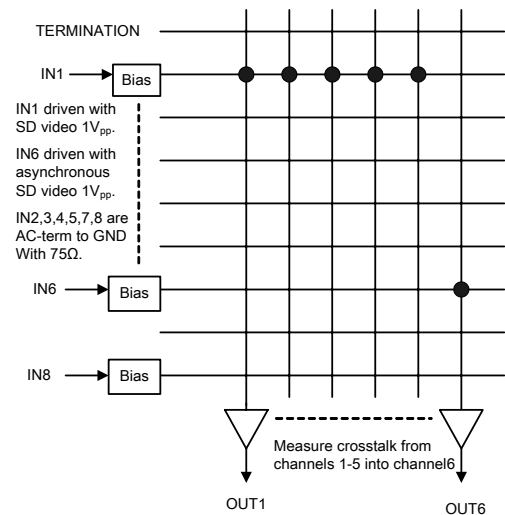 TERMINATION
IN1
Bias
IN1 driven with
SD video 1Vpp.
IN6 driven with
asynchronous
SD video 1Vpp.
IN2,3,4,5,7,8 are
AC-term to GND
With 75Ω.
IN6
Bias
IN8
Bias
Measure crosstalk from
channels 1-5 into channel6
OUT1
OUT6